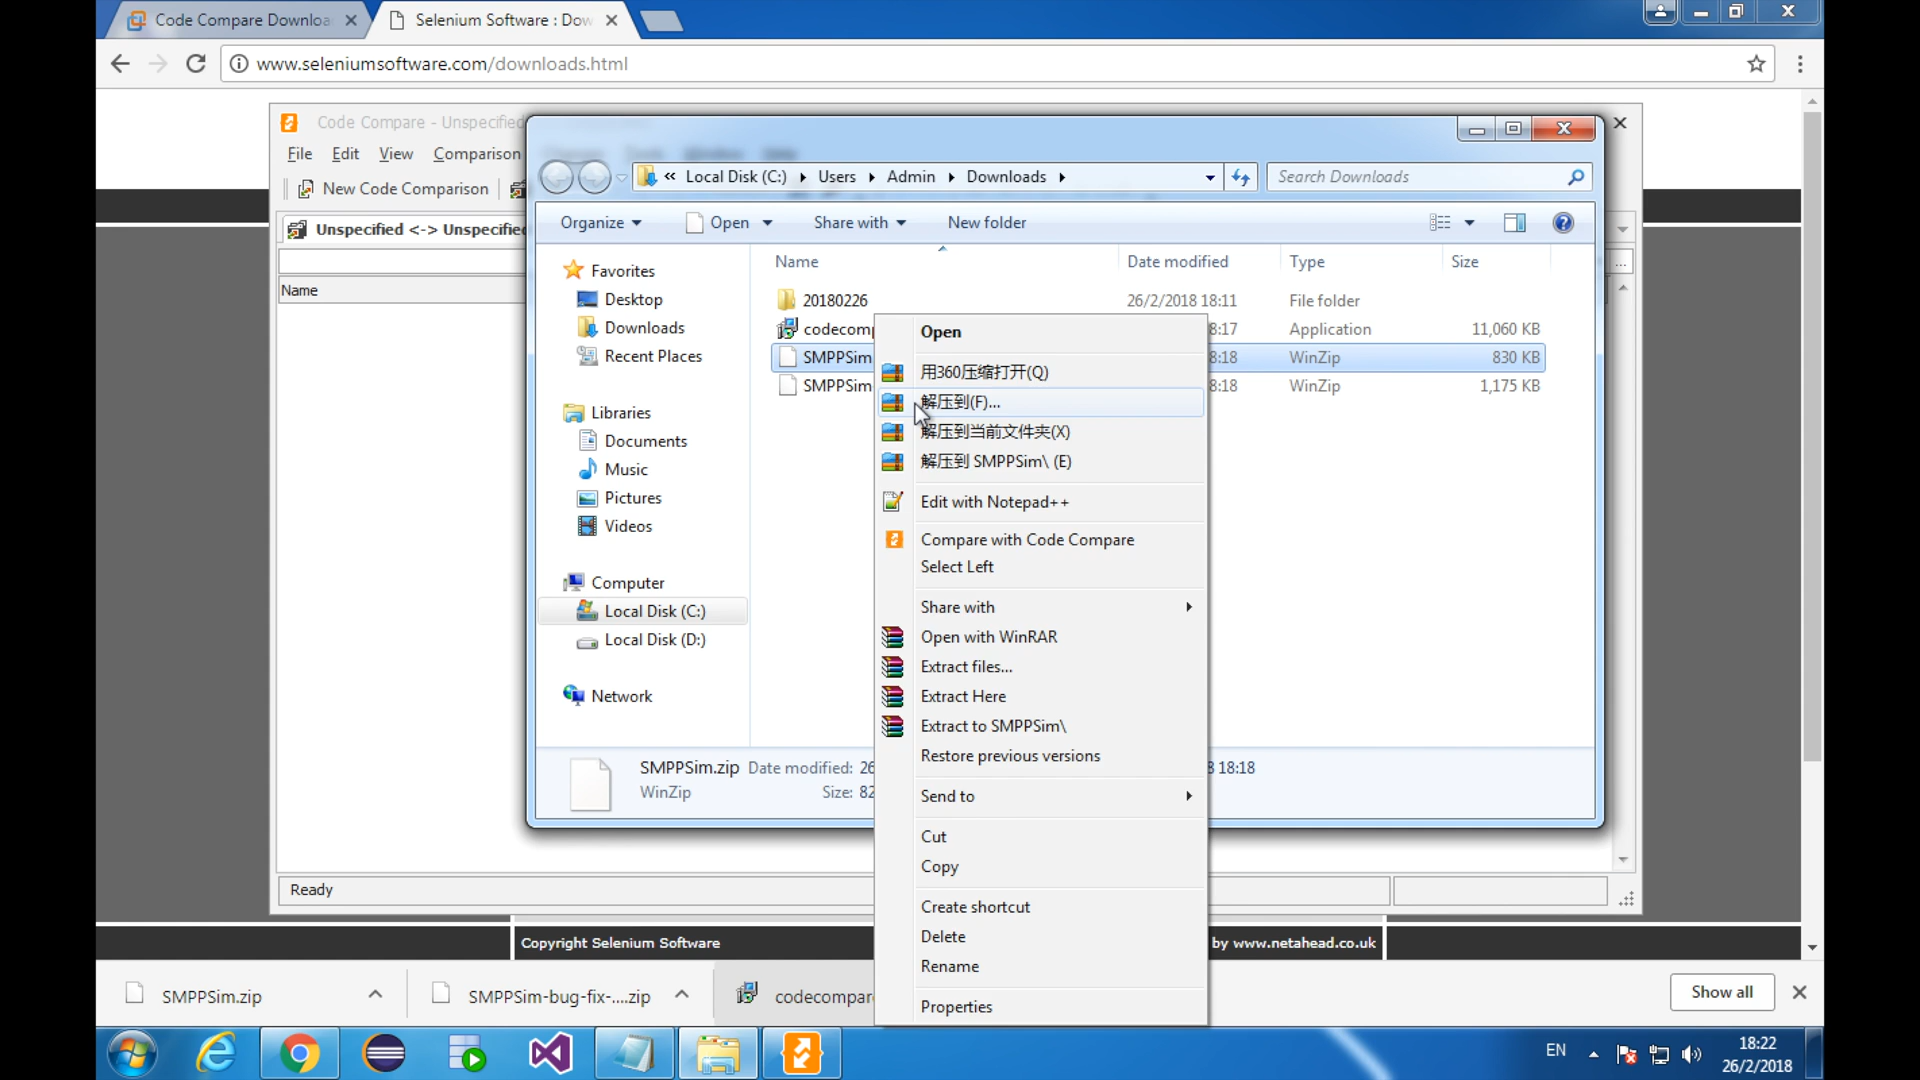 Code Compare Downloa
Selenium Software : Dow
www.seleniumsoftware.com/downloads.html
Code Compare - Unspecified
File Edit View Comparison
New Code Comparison
Unspecified <-> Unspecified
...
Name
« Local Disk (C:) Users Admin Downloads
Search Downloads
Organize Open Share with New folder
Name Date modified Type Size
Favorites
Desktop
Downloads
Recent Places
Libraries
Documents
Music
Pictures
Videos
Computer
Local Disk (C:)
Local Disk (D:)
Network
20180226 26/2/2018 18:11 File folder
codecomp 8:17 Application 11,060 KB
SMPPSim 8:18 WinZip 830 KB
SMPPSim 8:18 WinZip 1,175 KB
Open
用360压缩打开(Q)
解压到(F)...
解压到当前文件夹(X)
解压到 SMPPSim\ (E)
Edit with Notepad++
Compare with Code Compare
Select Left
Share with
Open with WinRAR
Extract files...
Extract Here
Extract to SMPPSim\
Restore previous versions
Send to
Cut
Copy
Create shortcut
Delete
Rename
Properties
SMPPSim.zip Date modified: 26 8 18:18
WinZip Size: 82
Ready
Copyright Selenium Software by www.netahead.co.uk
SMPPSim.zip
SMPPSim-bug-fix-....zip
codecompare
Show all
EN
18:22
26/2/2018